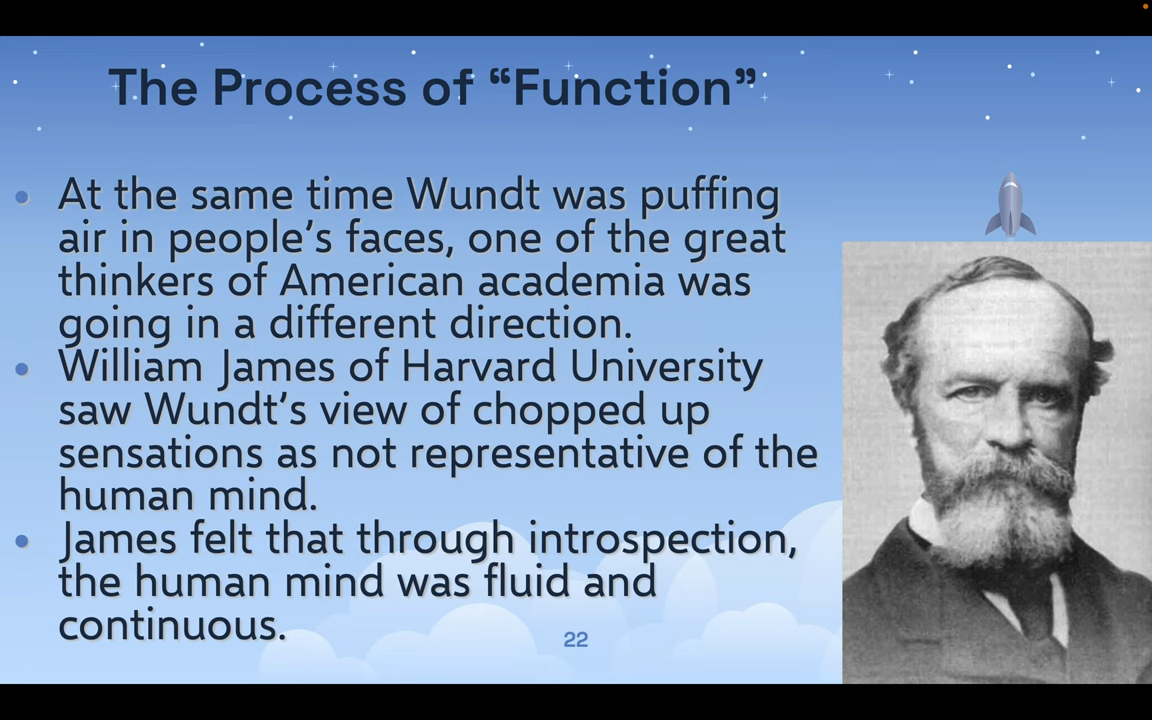 The Process of “Function”
• At the same time Wundt was puffing
air in people’s faces, one of the great
thinkers of American academia was
going in a different direction.
• William James of Harvard University
saw Wundt’s view of chopped up
sensations as not representative of the
human mind.
• James felt that through introspection,
the human mind was fluid and
continuous.
22